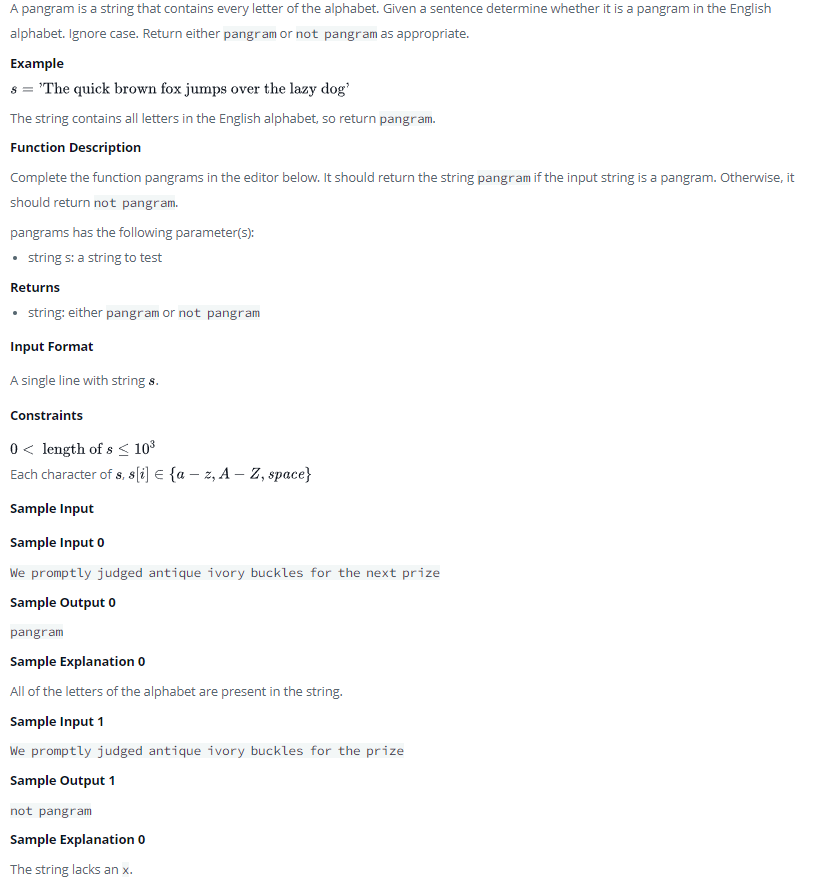 A pangram is a string that contains every letter of the alphabet. Given a sentence determine whether it is a pangram in the English
alphabet. Ignore case. Return either pangram or not pangram as appropriate.
Example
s = 'The quick brown fox jumps over the lazy dog'
The string contains all letters in the English alphabet, so return pangram.
Function Description
Complete the function pangrams in the editor below. It should return the string pangram if the input string is a pangram. Otherwise, it
should return not pangram.
pangrams has the following parameter(s):
• string s: a string to test
Returns
• string: either pangram or not pangram
Input Format
A single line with string s.
Constraints
0 < length of s ≤ 10³
Each character of s, s[i] ∈ {a − z, A − Z, space}
Sample Input
Sample Input 0
We promptly judged antique ivory buckles for the next prize
Sample Output 0
pangram
Sample Explanation 0
All of the letters of the alphabet are present in the string.
Sample Input 1
We promptly judged antique ivory buckles for the prize
Sample Output 1
not pangram
Sample Explanation 0
The string lacks an x.